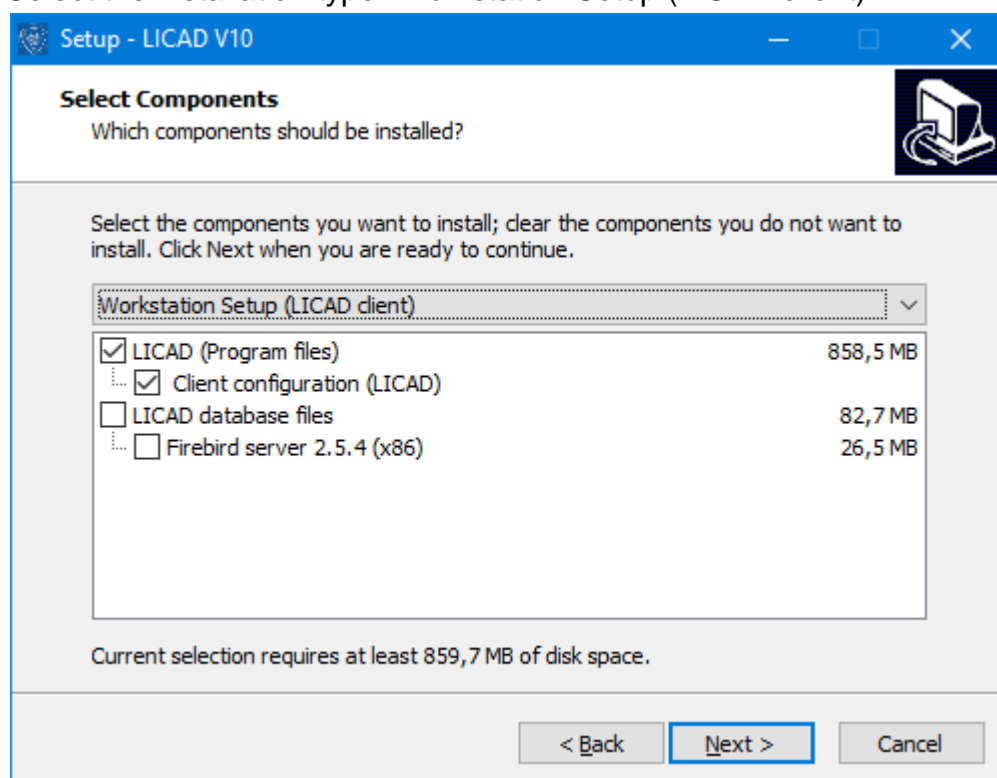 Setup - LICAD V10
Select Components
Which components should be installed?
Select the components you want to install; clear the components you do not want to
install. Click Next when you are ready to continue.
Workstation Setup (LICAD client)
LICAD (Program files) 858,5 MB
Client configuration (LICAD)
LICAD database files 82,7 MB
Firebird server 2.5.4 (x86) 26,5 MB
Current selection requires at least 859,7 MB of disk space.
< Back Next > Cancel